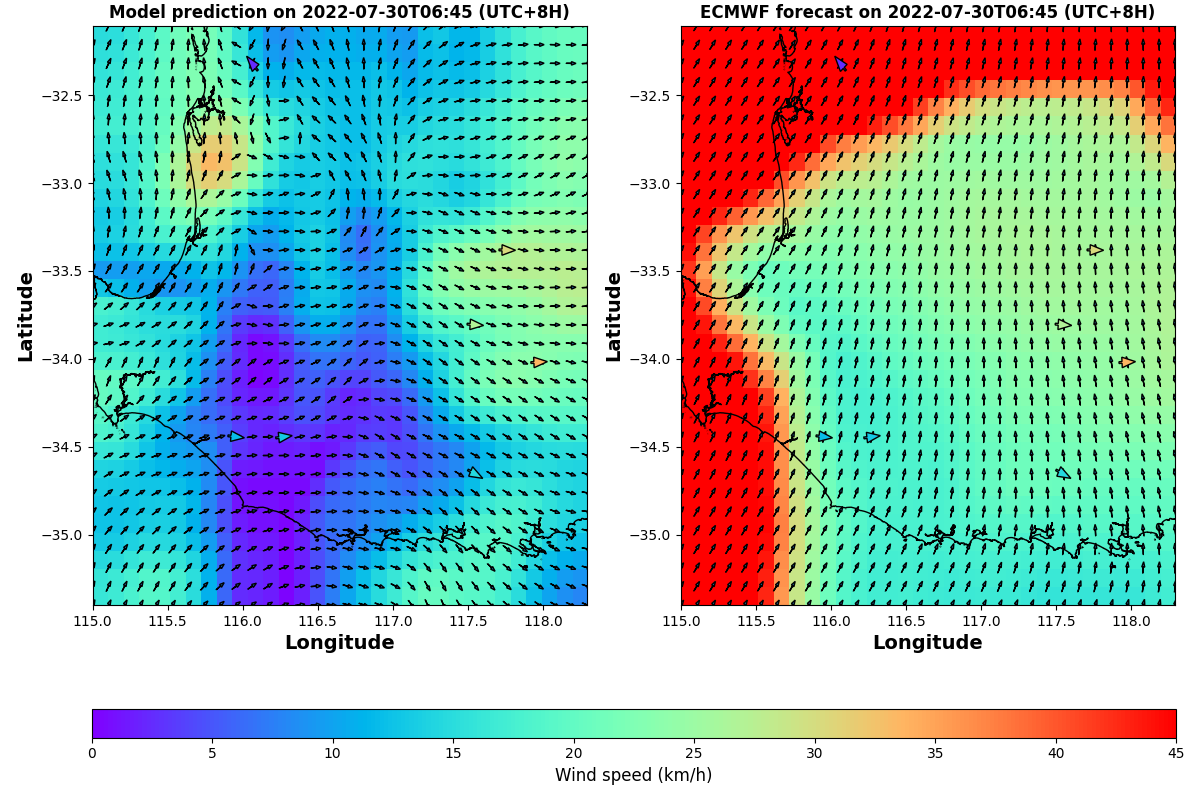 Model prediction on 2022-07-30T06:45 (UTC+8H)
ECMWF forecast on 2022-07-30T06:45 (UTC+8H)
Latitude
−32.5
−33.0
−33.5
−34.0
−34.5
−35.0
115.0 115.5 116.0 116.5 117.0 117.5 118.0
Longitude
Latitude
−32.5
−33.0
−33.5
−34.0
−34.5
−35.0
115.0 115.5 116.0 116.5 117.0 117.5 118.0
Longitude
0 5 10 15 20 25 30 35 40 45
Wind speed (km/h)